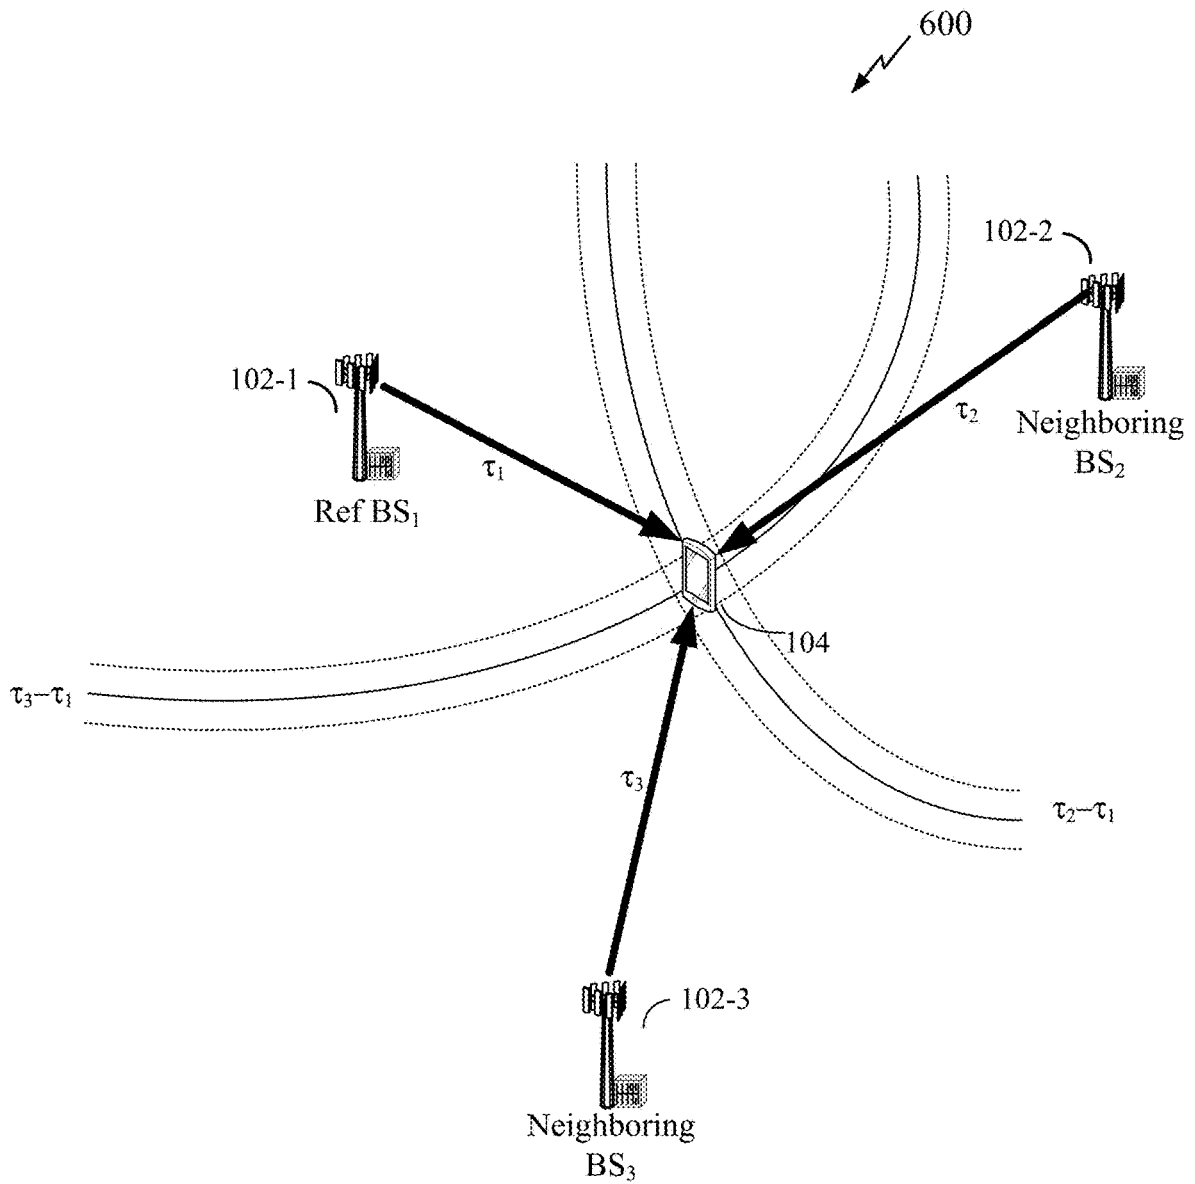 600
102-2
102-1
τ₂
Neighboring
BS₂
τ₁
Ref BS₁
104
τ₃–τ₁
τ₃
τ₂–τ₁
102-3
Neighboring
BS₃